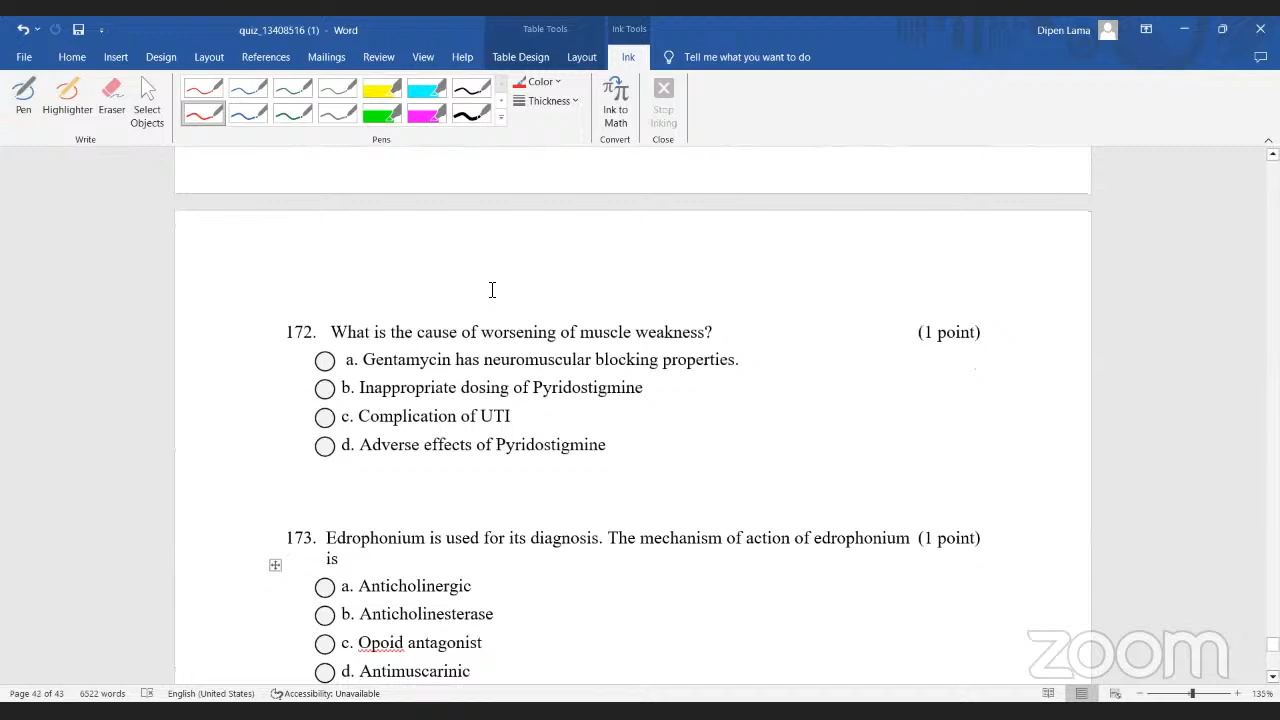 quiz_13408516 (1) - Word
Table Tools
Ink Tools
Dipen Lama
File Home Insert Design Layout References Mailings Review View Help Table Design Layout Ink Tell me what you want to do
Pen Highlighter Eraser Select Objects
Color
Thickness
Ink to Math
Stop Inking
Write Pens Convert Close
172. What is the cause of worsening of muscle weakness? (1 point)
a. Gentamycin has neuromuscular blocking properties.
b. Inappropriate dosing of Pyridostigmine
c. Complication of UTI
d. Adverse effects of Pyridostigmine
173. Edrophonium is used for its diagnosis. The mechanism of action of edrophonium (1 point)
is
a. Anticholinergic
b. Anticholinesterase
c. Opoid antagonist
d. Antimuscarinic
zoom
Page 42 of 43 6522 words English (United States) Accessibility: Unavailable 135%